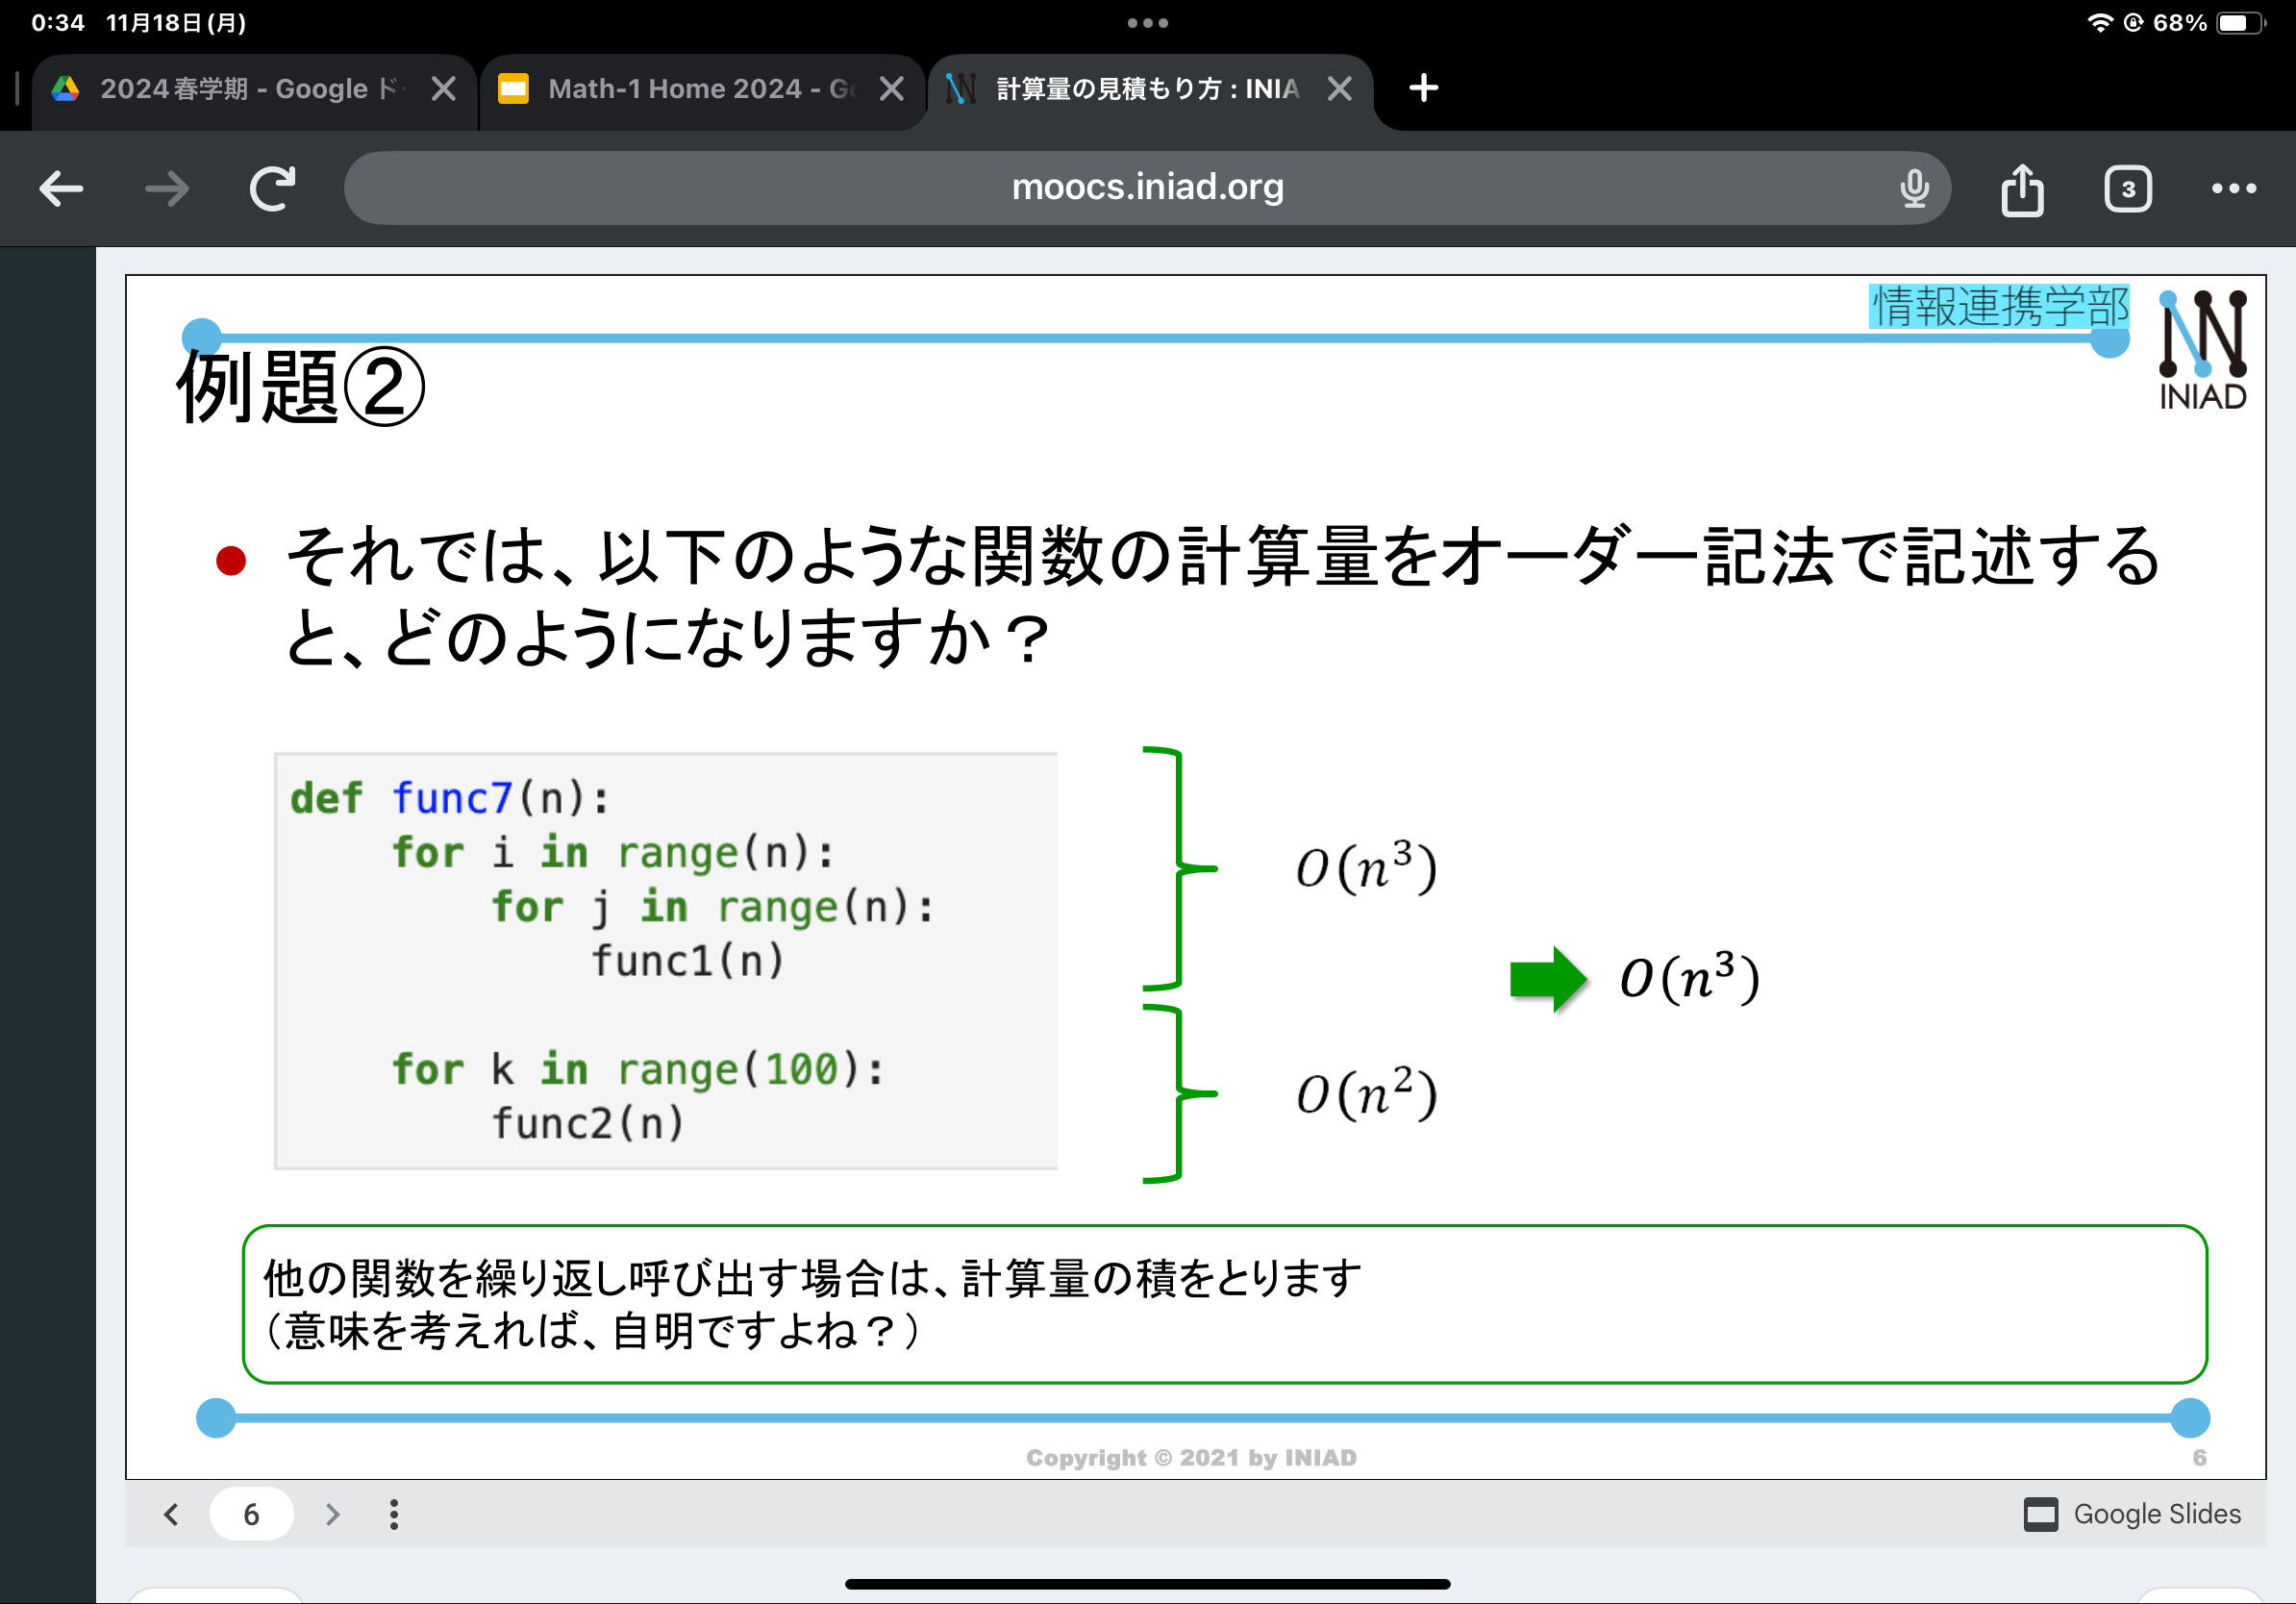 0:34 11月18日(月)
68%
2024春学期 - Google ド
Math-1 Home 2024 - Go
計算量の見積もり方 : INIA
moocs.iniad.org
3
情報連携学部
INIAD
例題②
それでは、以下のような関数の計算量をオーダー記法で記述する
と、どのようになりますか？
def func7(n):
    for i in range(n):
        for j in range(n):
            func1(n)
    for k in range(100):
        func2(n)
O(n³)
O(n³)
O(n²)
他の関数を繰り返し呼び出す場合は、計算量の積をとります
（意味を考えれば、自明ですよね？）
Copyright © 2021 by INIAD
6
6
Google Slides